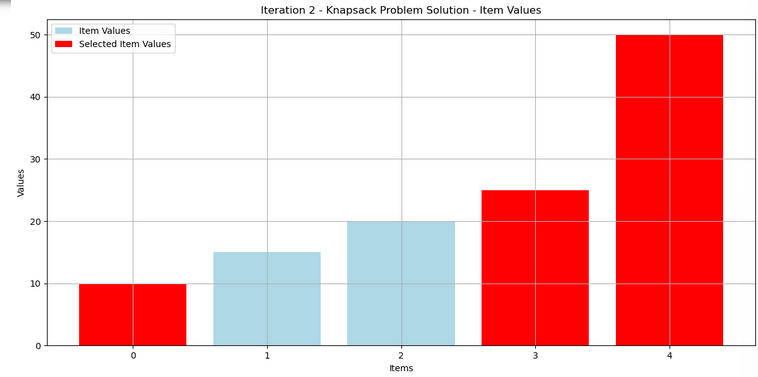 Iteration 2 - Knapsack Problem Solution - Item Values
Item Values
Selected Item Values
50
40
30
20
10
0
Values
0 1 2 3 4
Items